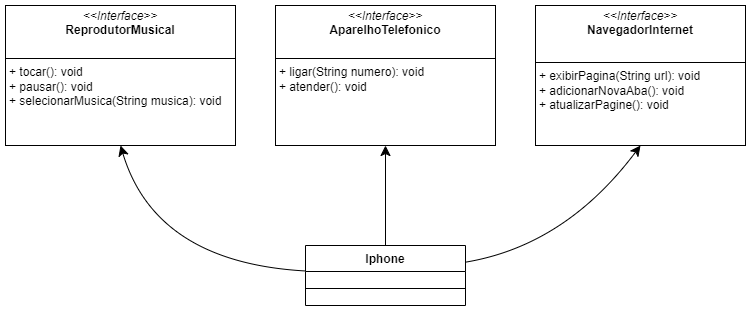 <<Interface>>
ReprodutorMusical
+ tocar(): void
+ pausar(): void
+ selecionarMusica(String musica): void
<<Interface>>
AparelhoTelefonico
+ ligar(String numero): void
+ atender(): void
<<Interface>>
NavegadorInternet
+ exibirPagina(String url): void
+ adicionarNovaAba(): void
+ atualizarPagine(): void
Iphone